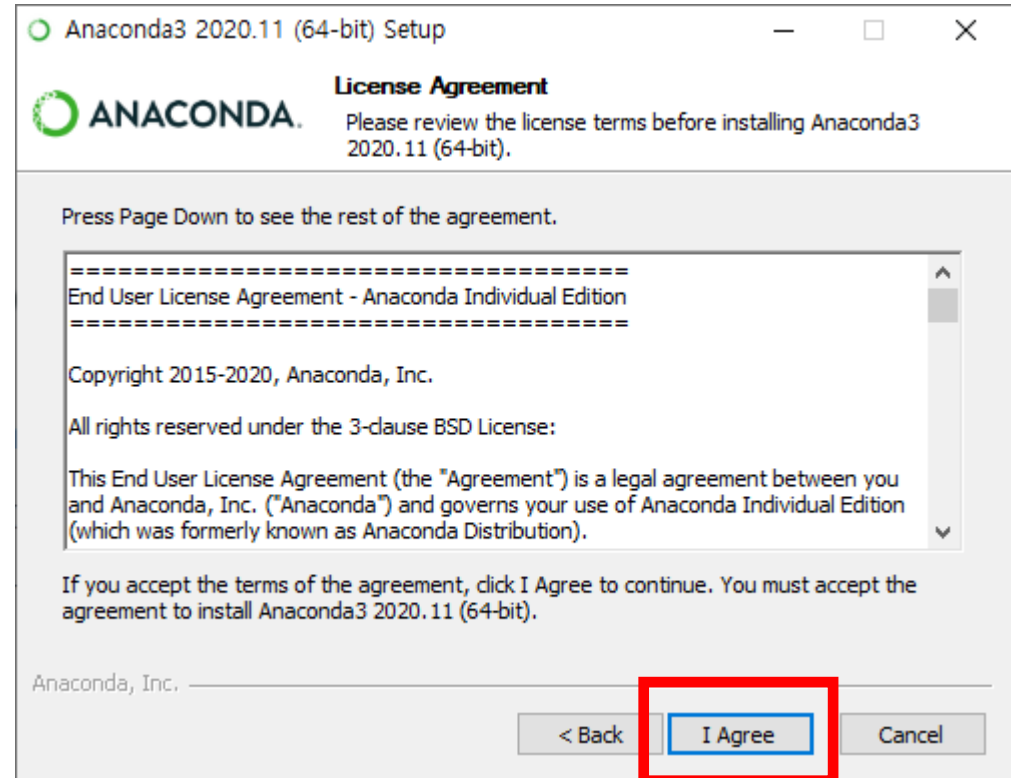 Anaconda3 2020.11 (64-bit) Setup
License Agreement
ANACONDA.
Please review the license terms before installing Anaconda3
2020.11 (64-bit).
Press Page Down to see the rest of the agreement.
===================================
End User License Agreement - Anaconda Individual Edition
===================================
Copyright 2015-2020, Anaconda, Inc.
All rights reserved under the 3-clause BSD License:
This End User License Agreement (the "Agreement") is a legal agreement between you
and Anaconda, Inc. ("Anaconda") and governs your use of Anaconda Individual Edition
(which was formerly known as Anaconda Distribution).
If you accept the terms of the agreement, click I Agree to continue. You must accept the
agreement to install Anaconda3 2020.11 (64-bit).
Anaconda, Inc.
< Back
I Agree
Cancel